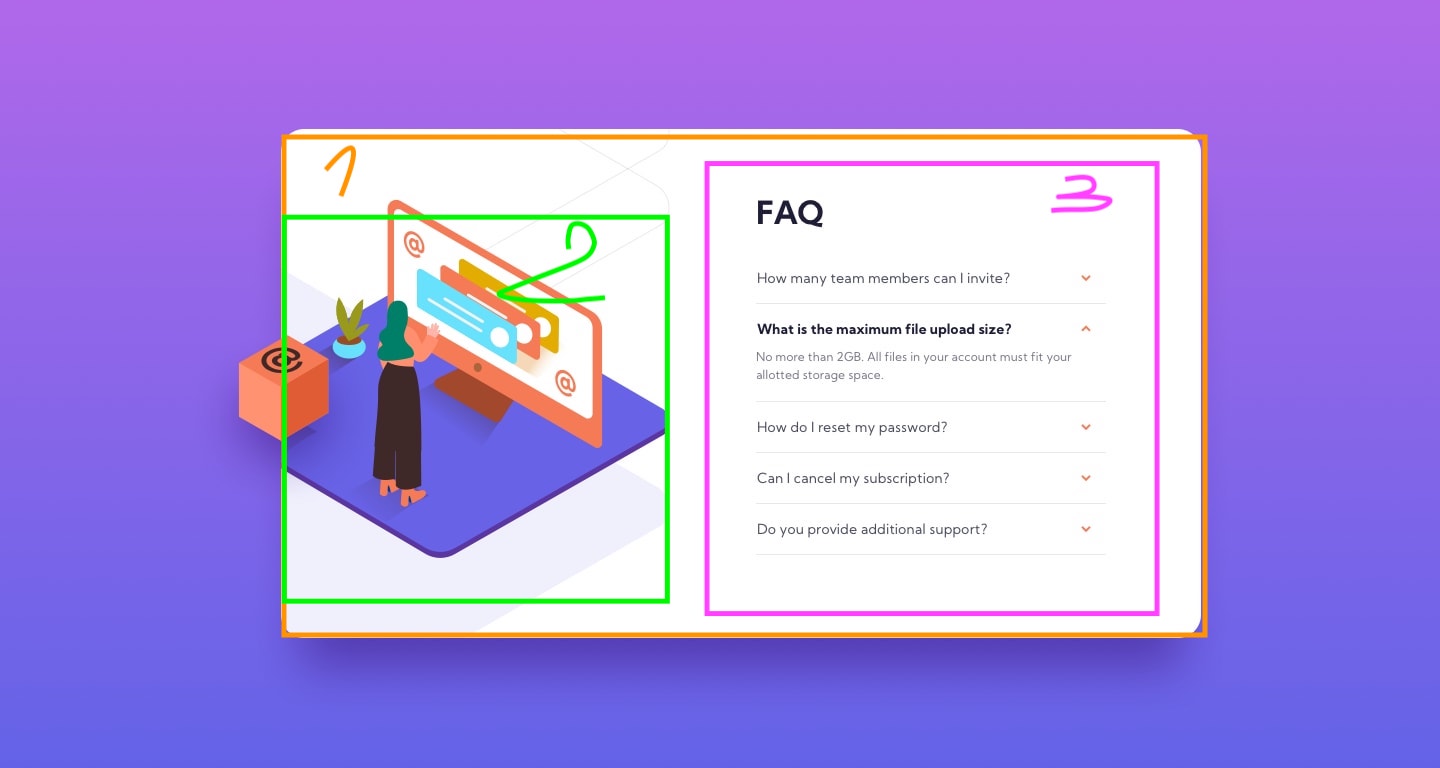 1
2
3
FAQ
How many team members can I invite?
What is the maximum file upload size?
No more than 2GB. All files in your account must fit your
allotted storage space.
How do I reset my password?
Can I cancel my subscription?
Do you provide additional support?
@
@
@